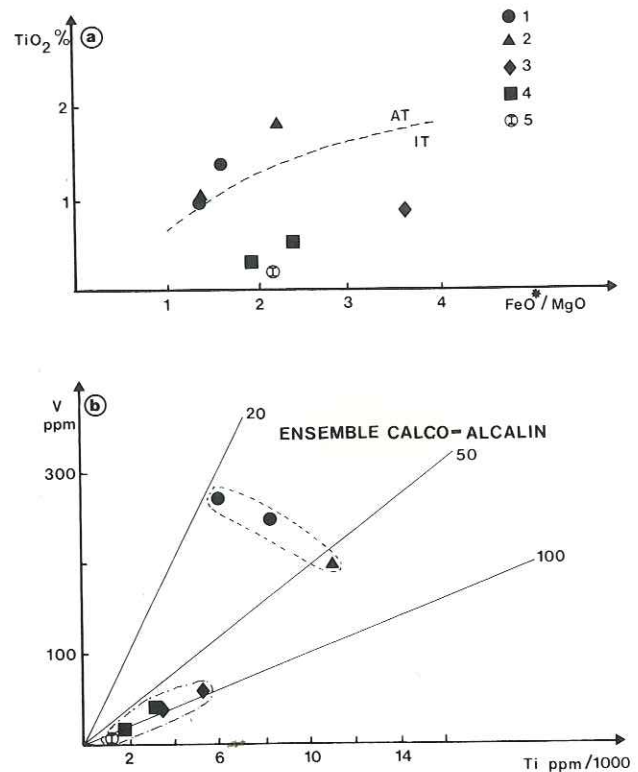 TiO2 % a
1
2
3
4
5
2
1
AT
IT
1 2 3 4 FeO*/MgO
V ppm b
20
ENSEMBLE CALCO-ALCALIN
50
300
100
100
2 6 10 14 Ti ppm/1000